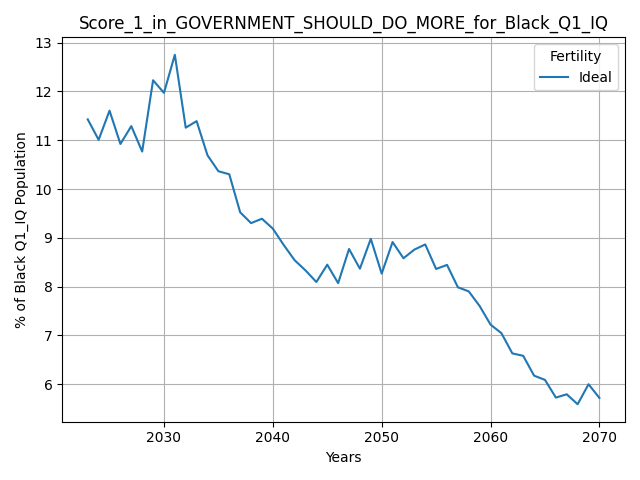 Score_1_in_GOVERNMENT_SHOULD_DO_MORE_for_Black_Q1_IQ
Fertility
Ideal
13
12
11
10
9
8
7
6
% of Black Q1_IQ Population
2030 2040 2050 2060 2070
Years